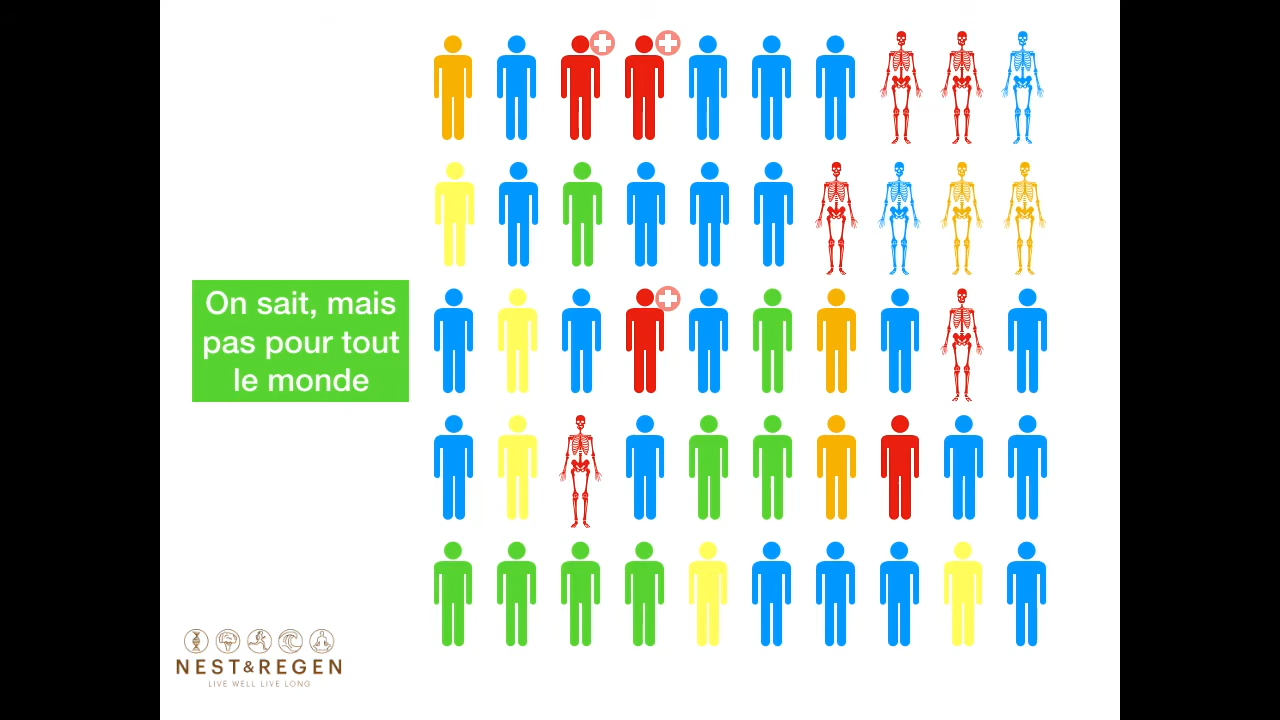 On sait, mais
pas pour tout
le monde
NEST&REGEN
LIVE WELL LIVE LONG